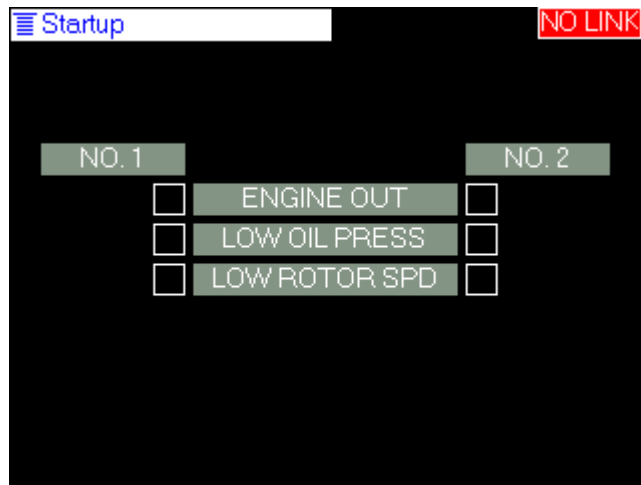 Startup
NO LINK
NO. 1
NO. 2
ENGINE OUT
LOW OIL PRESS
LOW ROTOR SPD